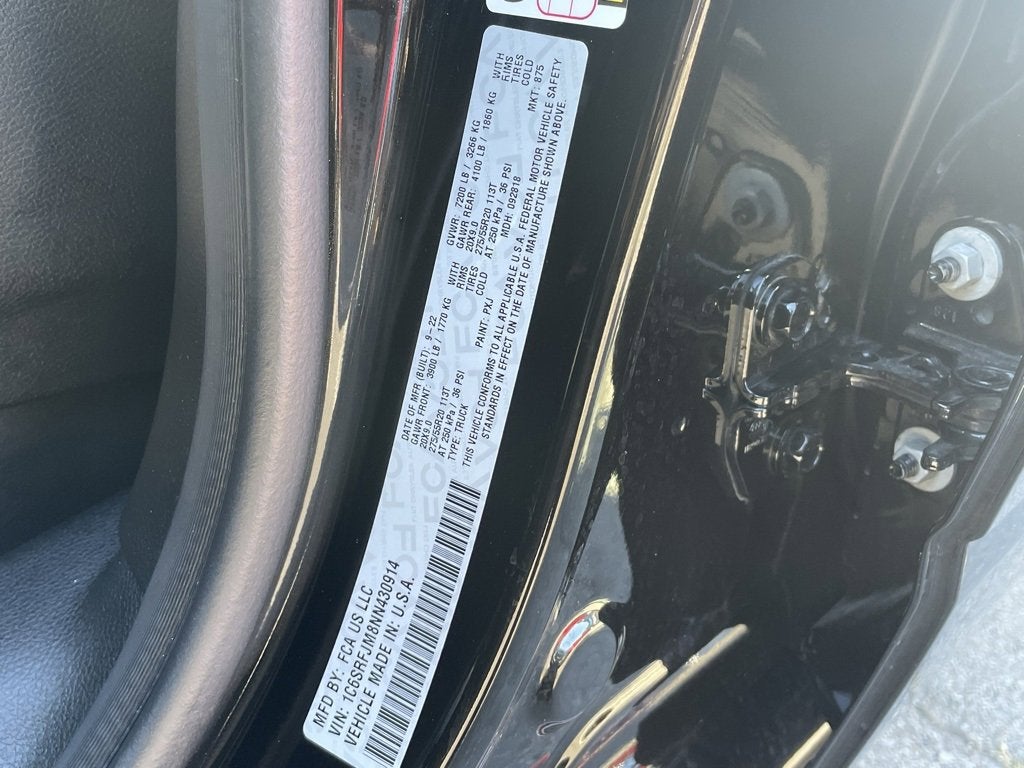 MFD BY: FCA US LLC
DATE OF MFR (BUILT): 9-22
GVWR: 7200 LB / 3266 KG
GAWR FRONT: 3900 LB / 1770 KG
WITH
GAWR REAR: 4100 LB / 1860 KG
WITH
20X9.0
RIMS
20X9.0
RIMS
275/55R20 113T
TIRES
275/55R20 113T
TIRES
AT 250 kPa / 36 PSI
COLD
AT 250 kPa / 36 PSI
COLD
VIN: 1C6SRFJM8NN430914
TYPE: TRUCK
PAINT: PXJ
MDH: 092818
MKT: 875
VEHICLE MADE IN: U.S.A.
THIS VEHICLE CONFORMS TO ALL APPLICABLE U.S.A. FEDERAL MOTOR VEHICLE SAFETY
STANDARDS IN EFFECT ON THE DATE OF MANUFACTURE SHOWN ABOVE.